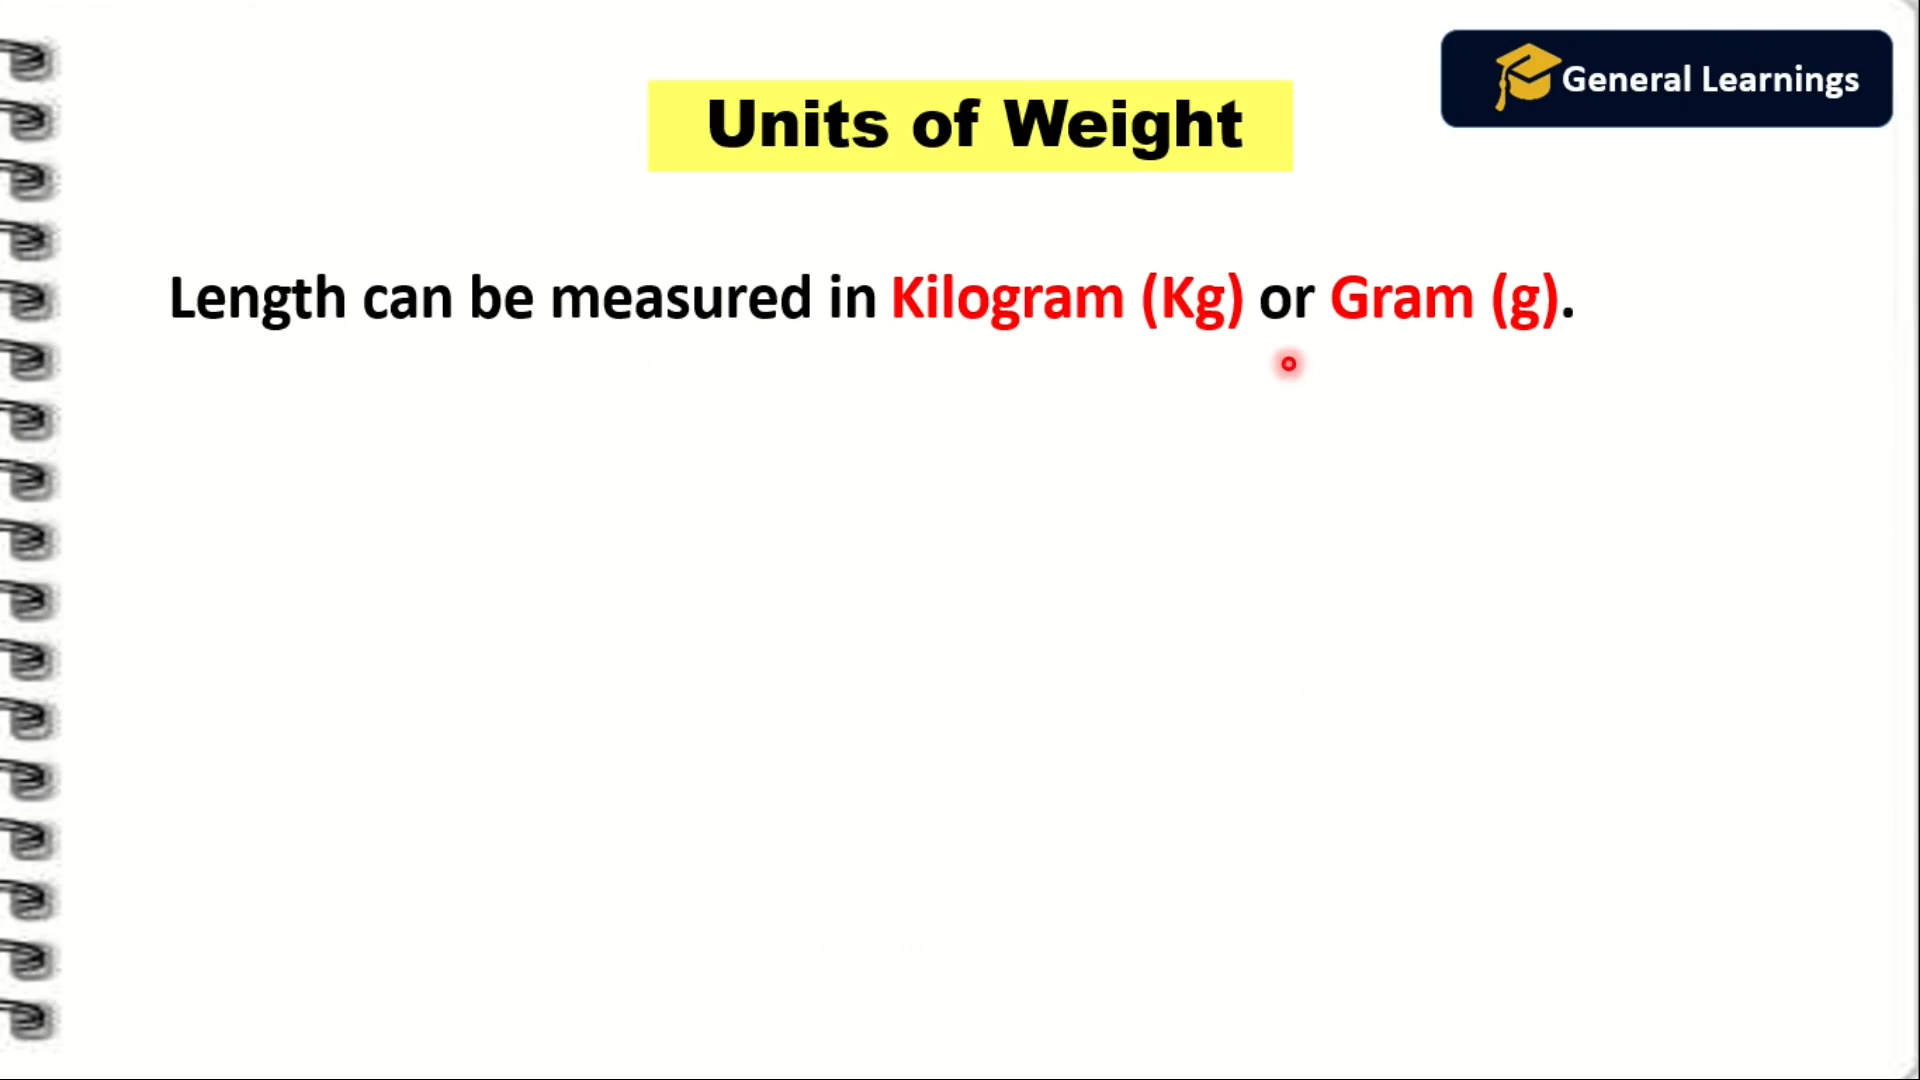 General Learnings
Units of Weight
Length can be measured in Kilogram (Kg) or Gram (g).